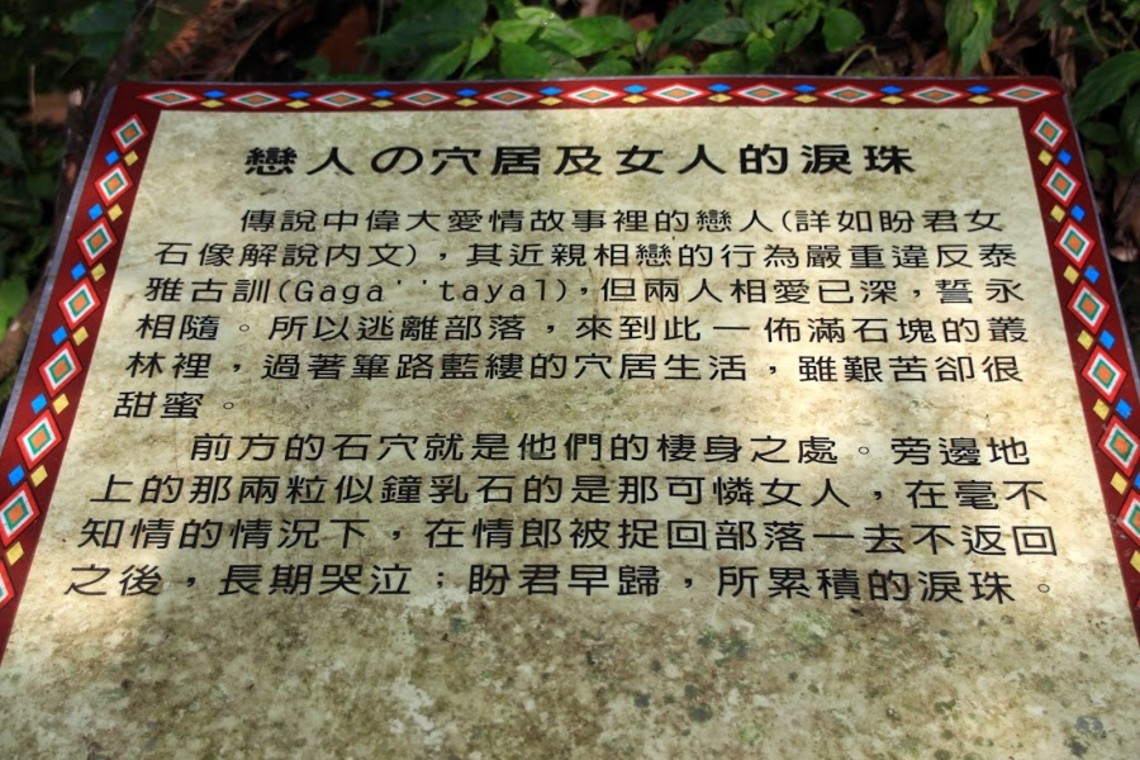 戀人の穴居及女人的淚珠
傳說中偉大愛情故事裡的戀人(詳如盼君女
石像解說內文)，其近親相戀的行為嚴重違反泰
雅古訓(Gaga''tayal)，但兩人相愛已深，誓永
相隨。所以逃離部落，來到此一佈滿石塊的叢
林裡，過著篳路藍縷的穴居生活，雖艱苦卻很
甜蜜。
前方的石穴就是他們的棲身之處。旁邊地
上的那兩粒似鐘乳石的是那可憐女人，在毫不
知情的情況下，在情郎被捉回部落一去不返回
之後，長期哭泣；盼君早歸，所累積的淚珠。